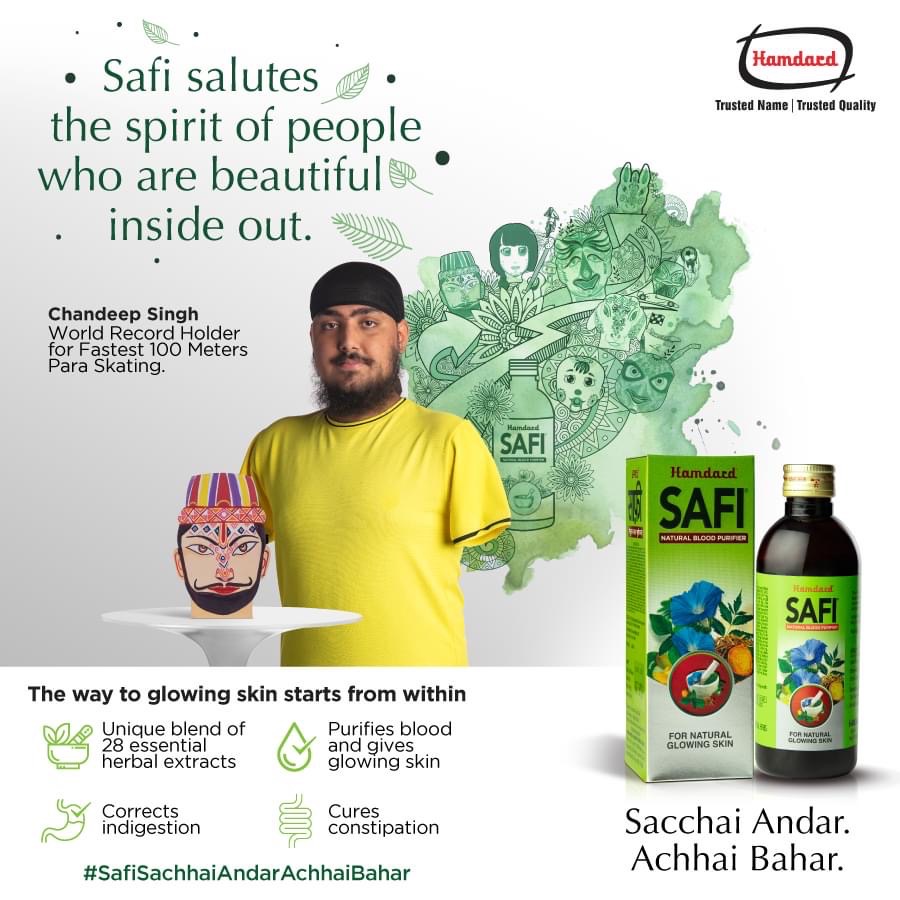 Safi salutes
the spirit of people
who are beautiful
inside out.
Hamdard
Trusted Name | Trusted Quality
Chandeep Singh
World Record Holder
for Fastest 100 Meters
Para Skating.
Hamdard
SAFI
NATURAL BLOOD PURIFIER
Hamdard
SAFI
NATURAL BLOOD PURIFIER
FOR NATURAL
GLOWING SKIN
Hamdard
SAFI
NATURAL BLOOD PURIFIER
FOR NATURAL
GLOWING SKIN
The way to glowing skin starts from within
Unique blend of
28 essential
herbal extracts
Purifies blood
and gives
glowing skin
Corrects
indigestion
Cures
constipation
#SafiSachhaiAndarAchhaiBahar
Sacchai Andar.
Achhai Bahar.